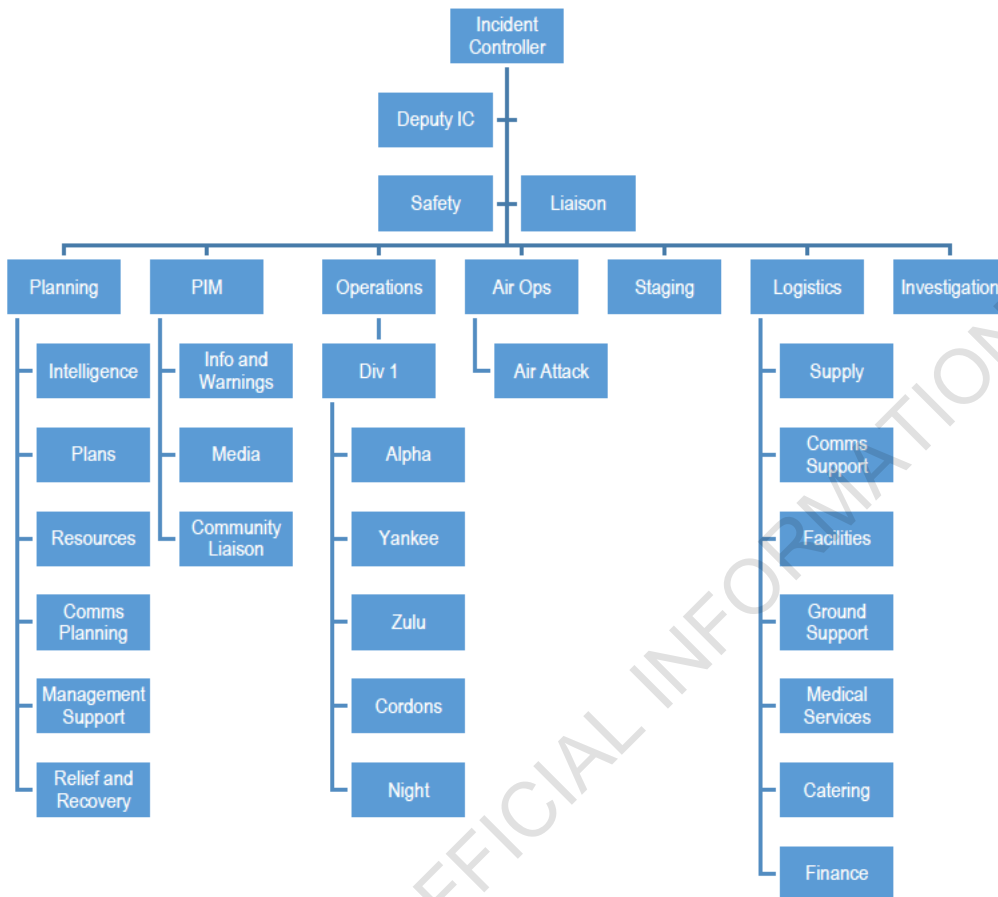 Incident
Controller
Deputy IC
Safety
Liaison
Planning
PIM
Operations
Air Ops
Staging
Logistics
Investigation
Intelligence
Info and
Warnings
Div 1
Air Attack
Supply
Plans
Media
Alpha
Comms
Support
Resources
Community
Liaison
Yankee
Facilities
Comms
Planning
Zulu
Ground
Support
Management
Support
Cordons
Medical
Services
Relief and
Recovery
Night
Catering
Finance
FFICIAL INFORMATION